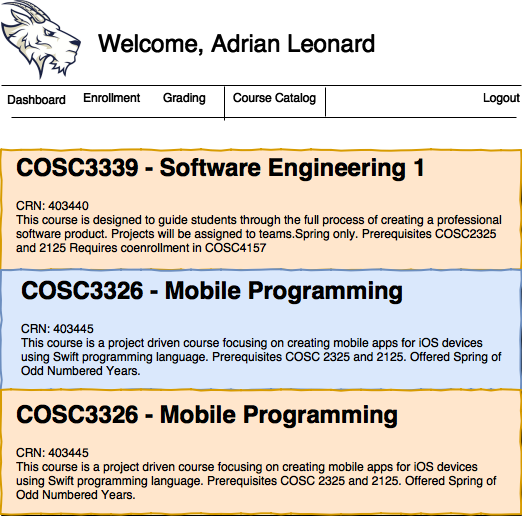 Welcome, Adrian Leonard
Dashboard Enrollment Grading Course Catalog Logout
COSC3339 - Software Engineering 1
CRN: 403440
This course is designed to guide students through the full process of creating a professional
software product. Projects will be assigned to teams.Spring only. Prerequisites COSC2325
and 2125 Requires coenrollment in COSC4157
COSC3326 - Mobile Programming
CRN: 403445
This course is a project driven course focusing on creating mobile apps for iOS devices
using Swift programming language. Prerequisites COSC 2325 and 2125. Offered Spring of
Odd Numbered Years.
COSC3326 - Mobile Programming
CRN: 403445
This course is a project driven course focusing on creating mobile apps for iOS devices
using Swift programming language. Prerequisites COSC 2325 and 2125. Offered Spring of
Odd Numbered Years.